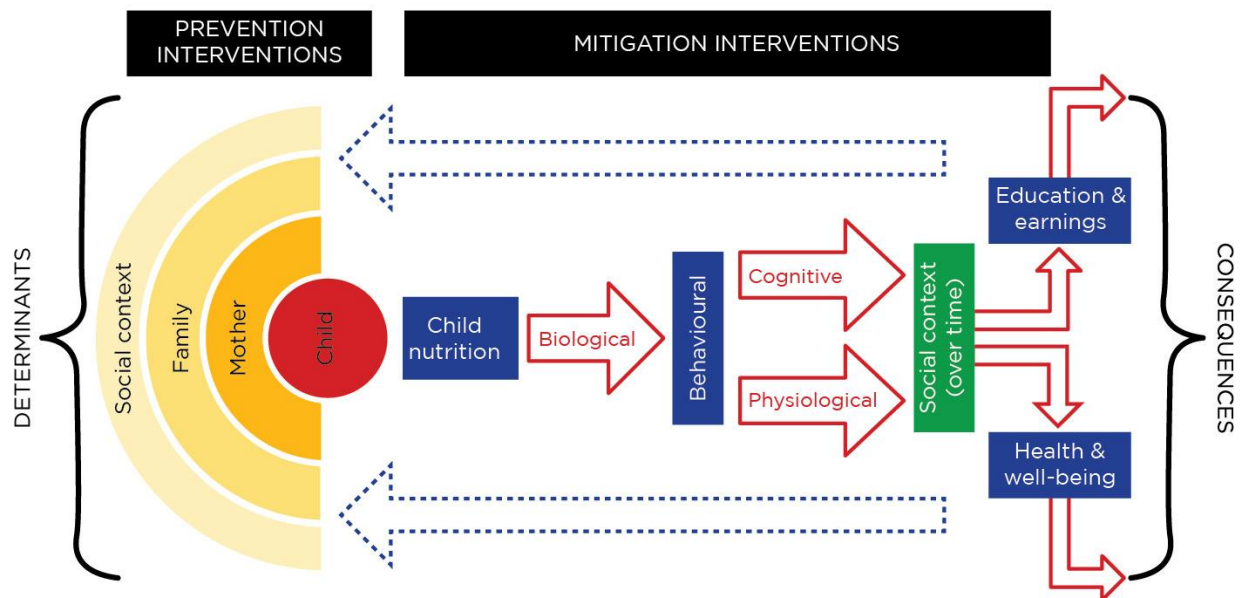 PREVENTION
INTERVENTIONS
MITIGATION INTERVENTIONS
DETERMINANTS
Social context
Family
Mother
Child
Child
nutrition
Biological
Behavioural
Cognitive
Physiological
Social context
(over time)
Education &
earnings
Health &
well-being
CONSEQUENCES